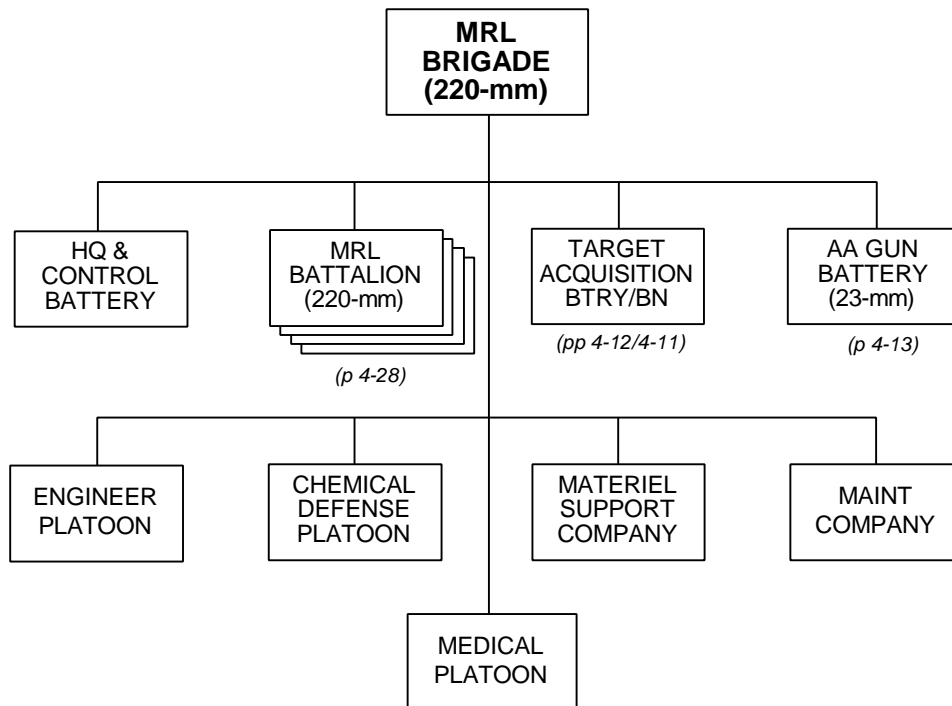 MRL
BRIGADE
(220-mm)
HQ &
CONTROL
BATTERY
MRL
BATTALION
(220-mm)
(p 4-28)
TARGET
ACQUISITION
BTRY/BN
(pp 4-12/4-11)
AA GUN
BATTERY
(23-mm)
(p 4-13)
ENGINEER
PLATOON
CHEMICAL
DEFENSE
PLATOON
MATERIEL
SUPPORT
COMPANY
MAINT
COMPANY
MEDICAL
PLATOON